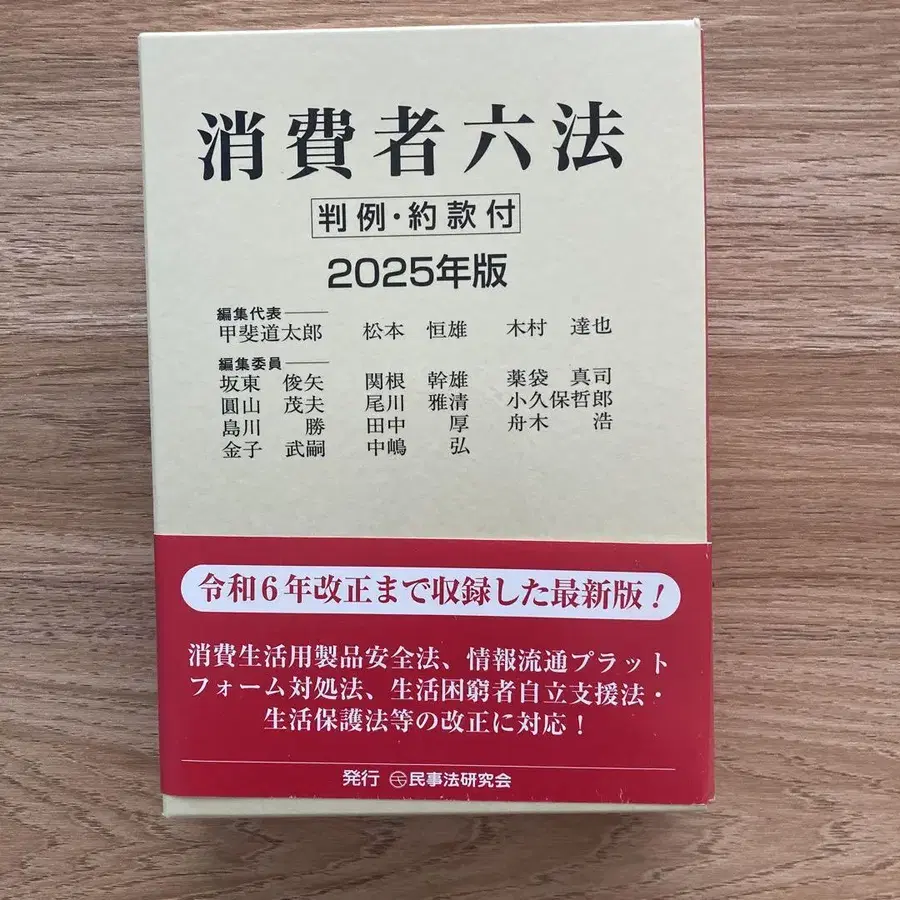 消費者六法
判例・約款付
2025年版
編集代表
甲斐道太郎 松本 恒雄 木村 達也
編集委員
坂東 俊矢 関根 幹雄 薬袋 真司
圓山 茂夫 尾川 雅清 小久保哲郎
島川 勝 田中 厚 舟木 浩
金子 武嗣 中嶋 弘
令和6年改正まで収録した最新版！
消費生活用製品安全法、情報流通プラット
フォーム対処法、生活困窮者自立支援法・
生活保護法等の改正に対応！
発行 民事法研究会